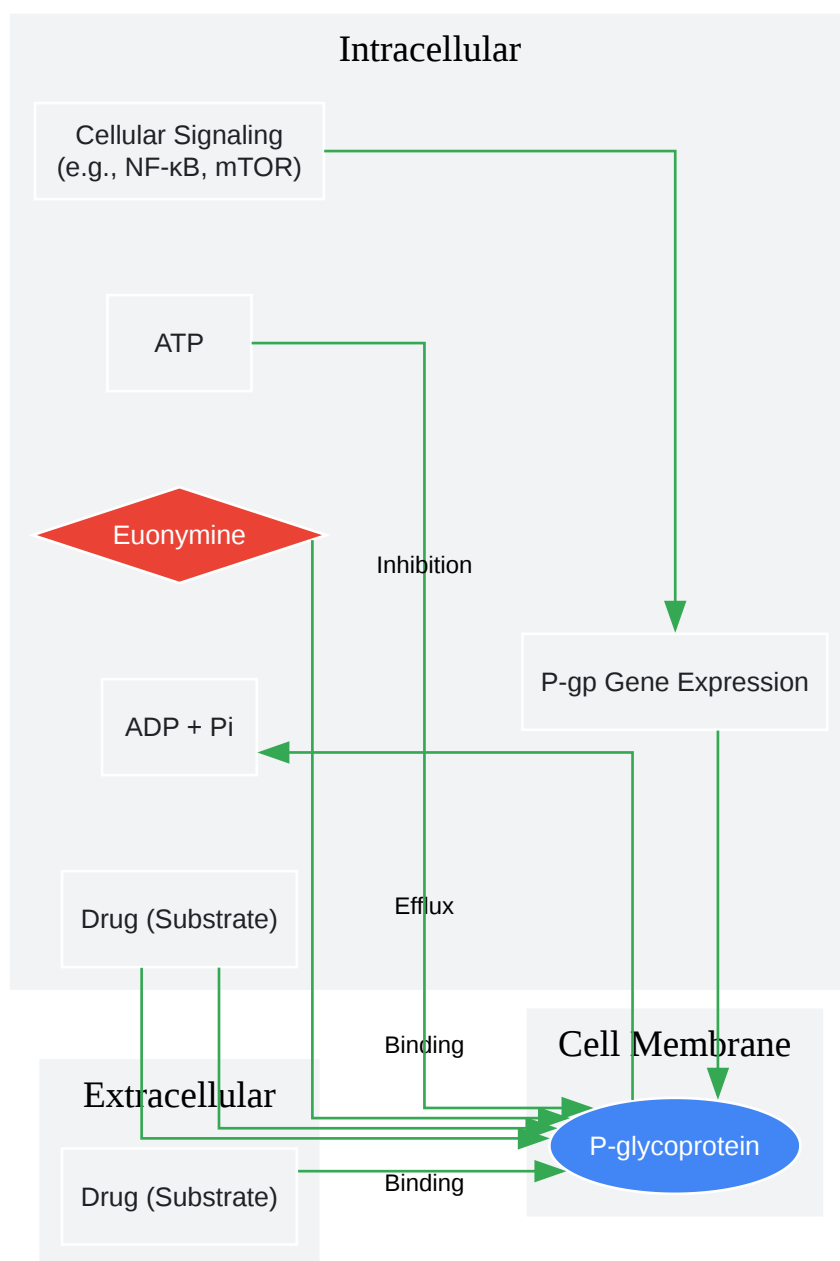 Intracellular
Cellular Signaling
(e.g., NF-κB, mTOR)
ATP
Euonymine
Inhibition
P-gp Gene Expression
ADP + Pi
Drug (Substrate)
Efflux
Binding
Cell Membrane
Extracellular
P-glycoprotein
Binding
Drug (Substrate)